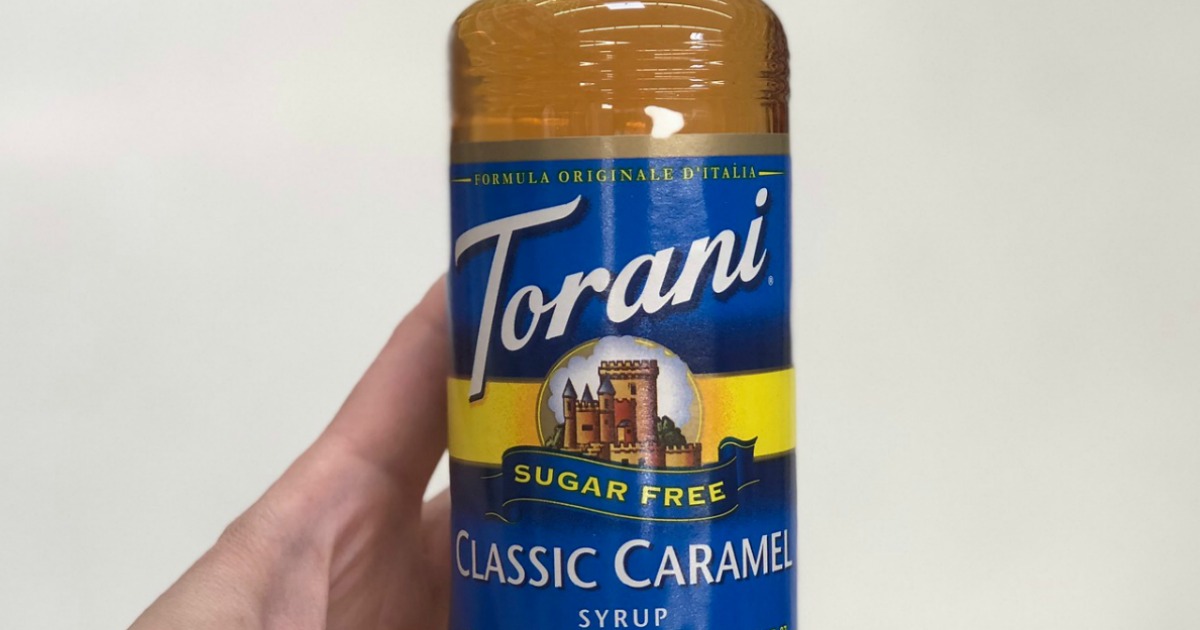 FORMULA ORIGINALE D'ITALIA
Torani®
SUGAR FREE
CLASSIC CARAMEL
SYRUP